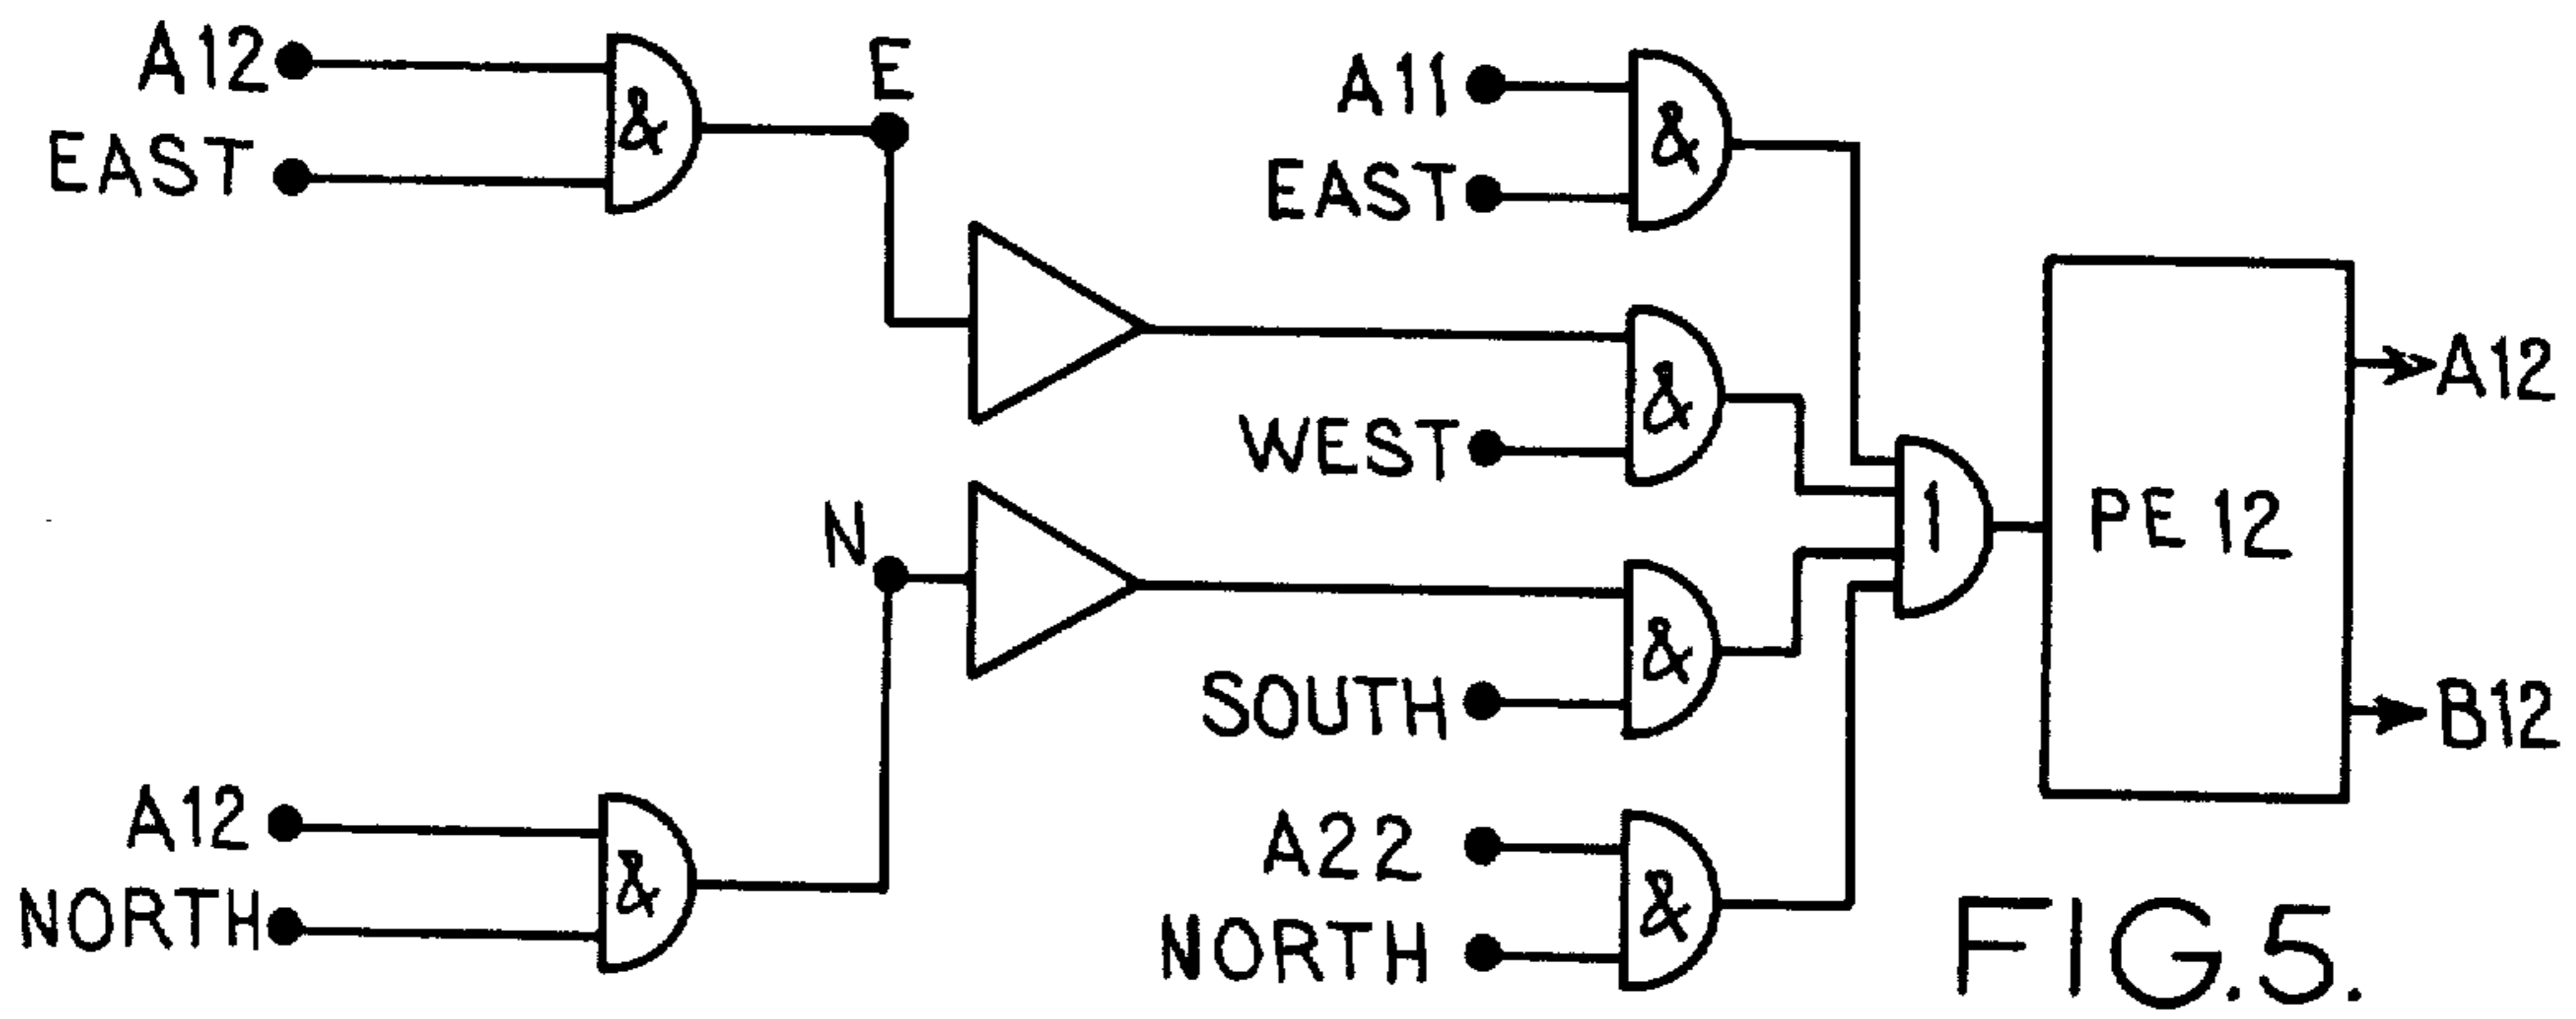 A12
EAST
&
E
A11
EAST
&
WEST
&
1
PE 12
A12
B12
N
SOUTH
&
A12
NORTH
&
A22
NORTH
&
FIG.5.